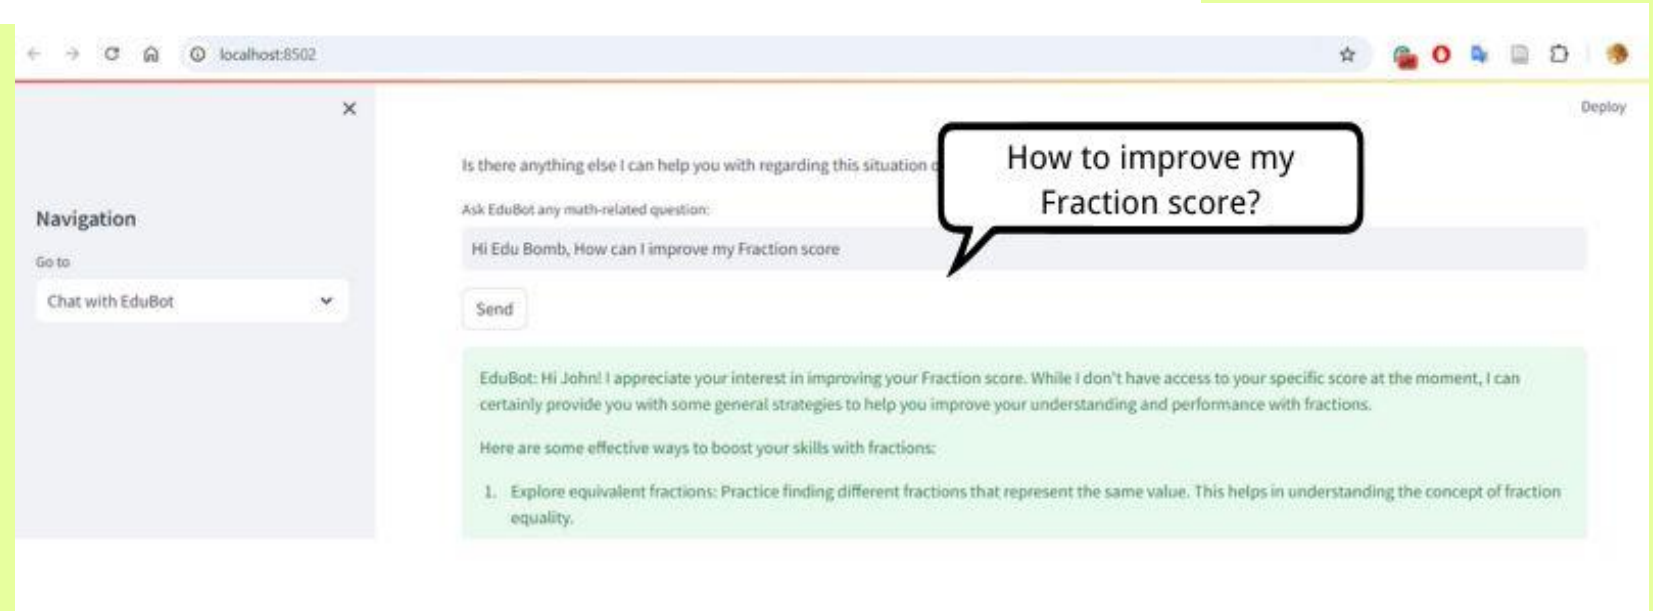 localhost:8502
Deploy
Is there anything else I can help you with regarding this situation
How to improve my
Fraction score?
Navigation
Ask EduBot any math-related question:
Hi Edu Bomb, How can I improve my Fraction score
Go to
Chat with EduBot
Send
EduBot: Hi John! I appreciate your interest in improving your Fraction score. While I don't have access to your specific score at the moment, I can
certainly provide you with some general strategies to help you improve your understanding and performance with fractions.
Here are some effective ways to boost your skills with fractions:
1. Explore equivalent fractions: Practice finding different fractions that represent the same value. This helps in understanding the concept of fraction
equality.